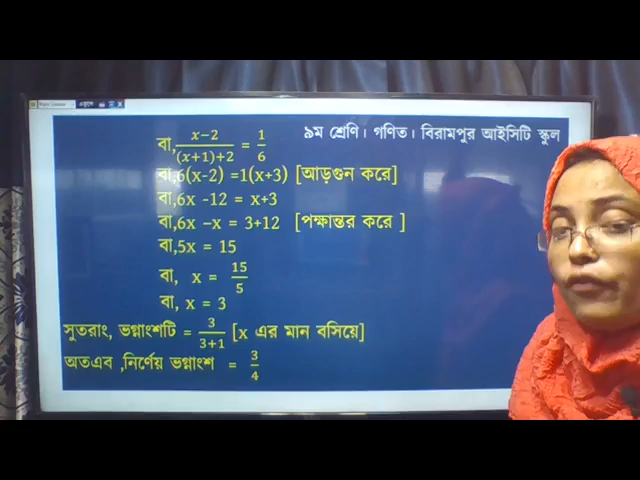 ৯ম শ্রেণি। গণিত। বিরামপুর আইসিটি স্কুল
বা, x−2/(x+1)+2 = 1/6
বা,6(x-2) =1(x+3) [আড়গুন করে]
বা,6x -12 = x+3
বা,6x −x = 3+12 [পক্ষান্তর করে ]
বা,5x = 15
বা, x = 15/5
বা, x = 3
সুতরাং, ভগ্নাংশটি = 3/3+1 [x এর মান বসিয়ে]
অতএব ,নির্ণেয় ভগ্নাংশ = 3/4